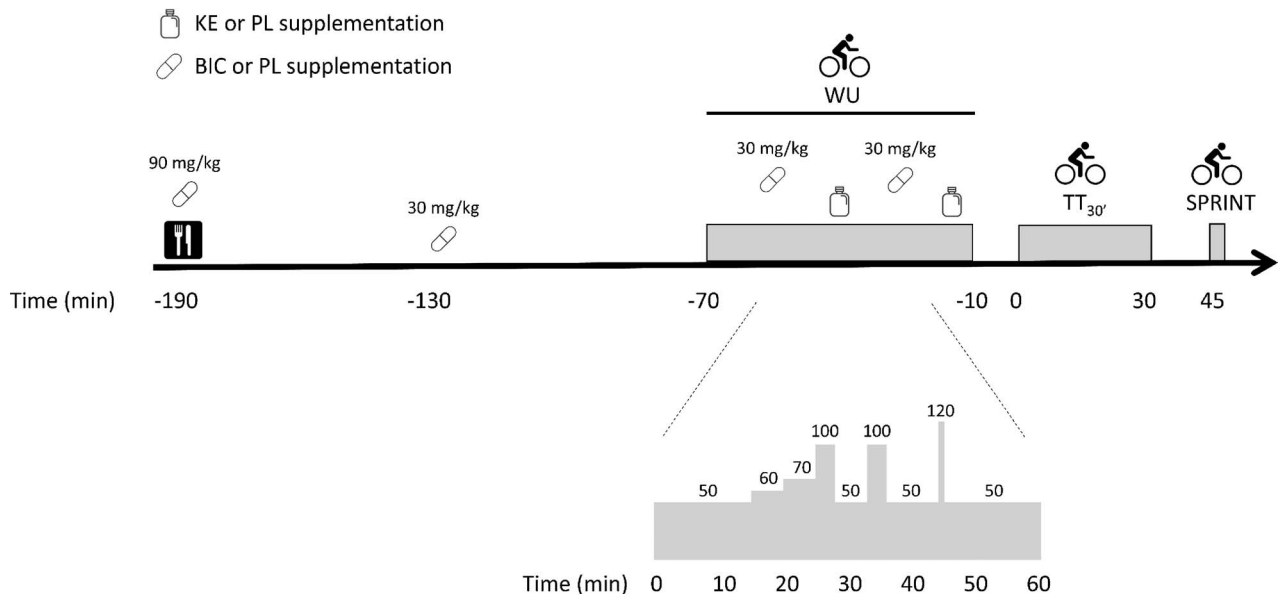 KE or PL supplementation
BIC or PL supplementation
WU
90 mg/kg
30 mg/kg
30 mg/kg
30 mg/kg
TT30′
SPRINT
Time (min) -190 -130 -70 -10 0 30 45
120
100 100
70
60
50 50 50 50
Time (min) 0 10 20 30 40 50 60